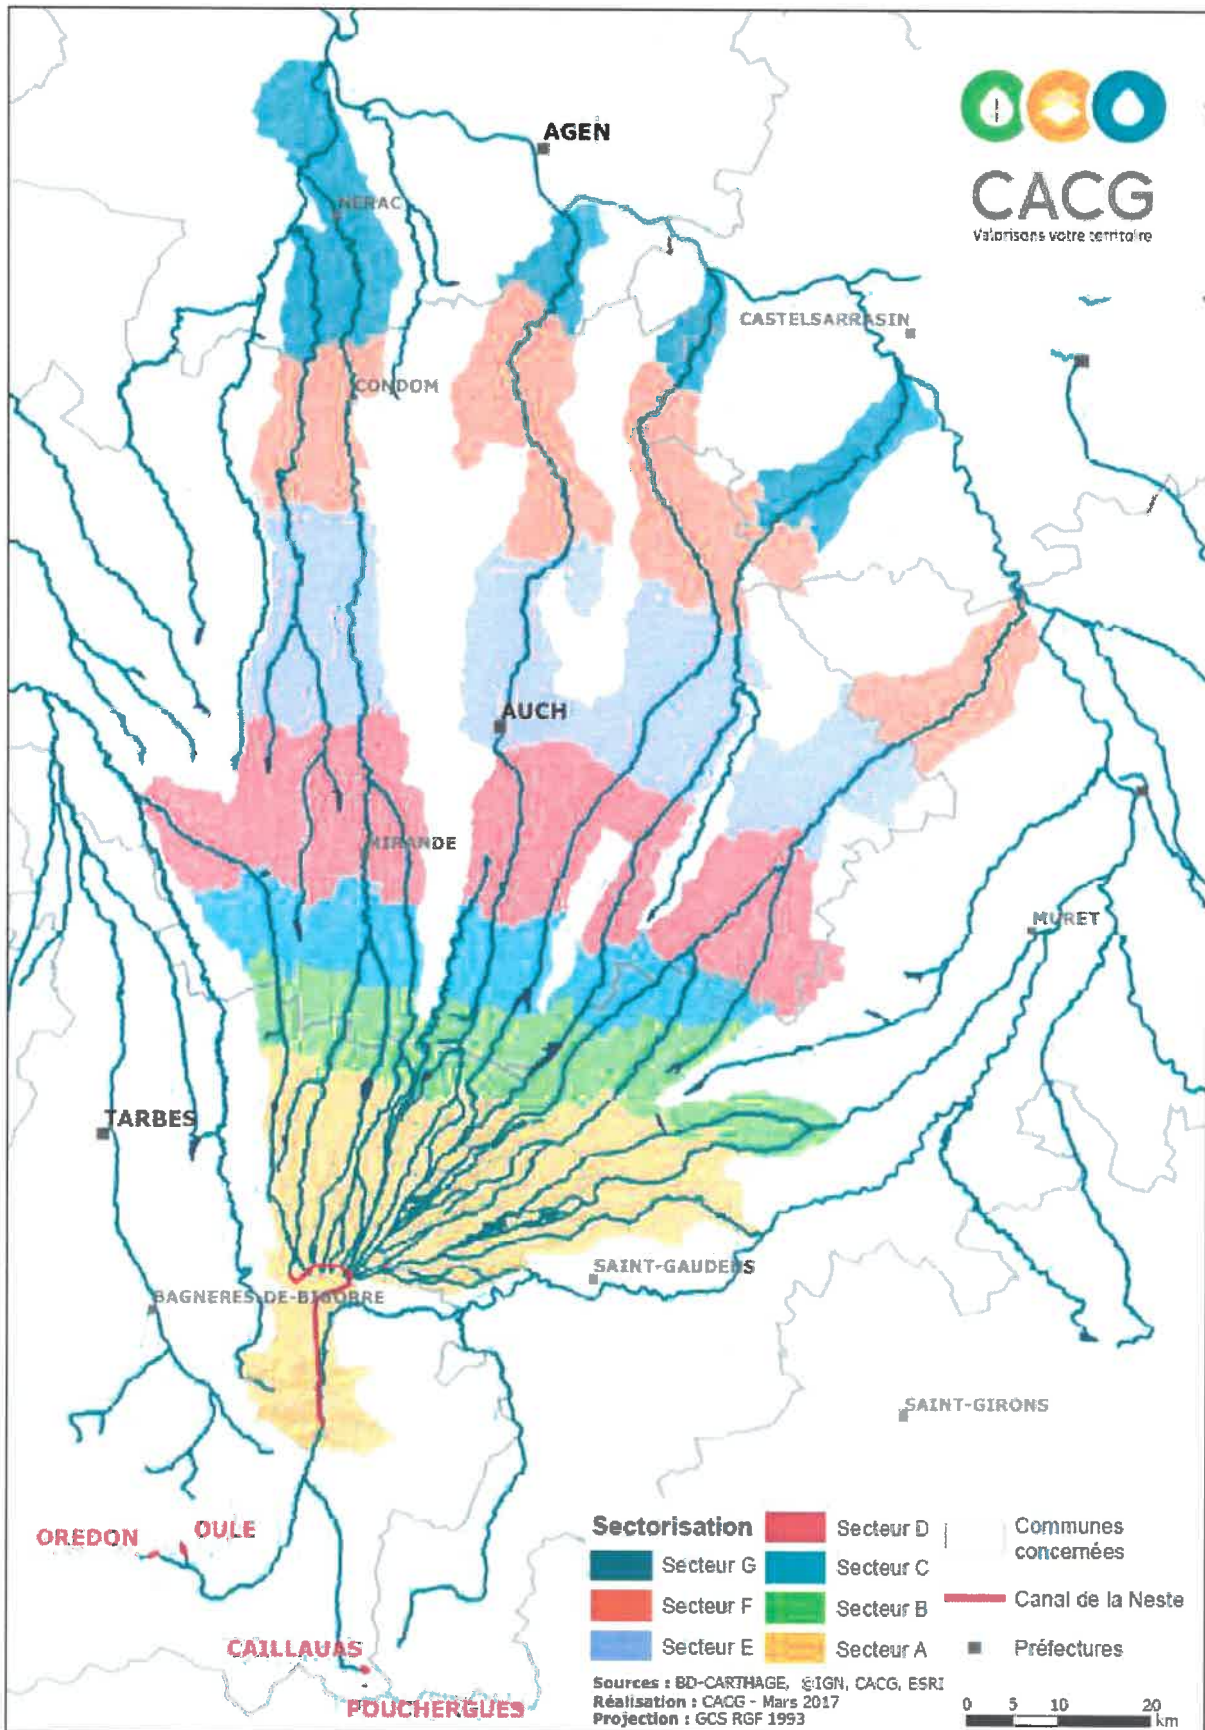 AGEN
CACG
Valorisons votre territoire
NERAC
CASTELSARRASIN
CONDOM
AUCH
MIRANDE
MURET
TARBES
SAINT-GAUDENS
BAGNERES-DE-BIGORRE
SAINT-GIRONS
OREDON
OULE
CAILLAUAS
POUCHERGUES
Sectorisation
Secteur G
Secteur F
Secteur E
Secteur D
Secteur C
Secteur B
Secteur A
Communes
concernées
Canal de la Neste
Préfectures
Sources : BD-CARTHAGE, ©IGN, CACG, ESRI
Réalisation : CACG - Mars 2017
Projection : GCS RGF 1993
0 5 10 20
km